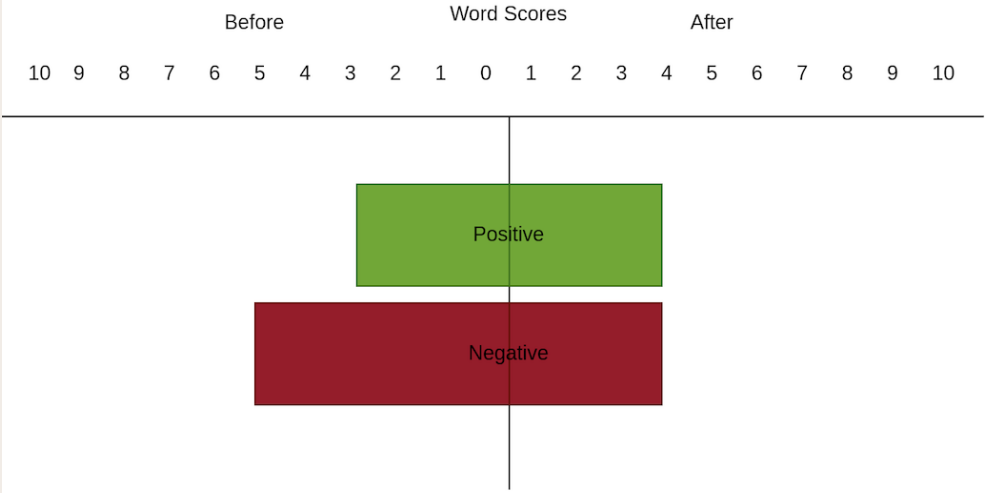 Word Scores
Before After
10 9 8 7 6 5 4 3 2 1 0 1 2 3 4 5 6 7 8 9 10
Positive
Negative